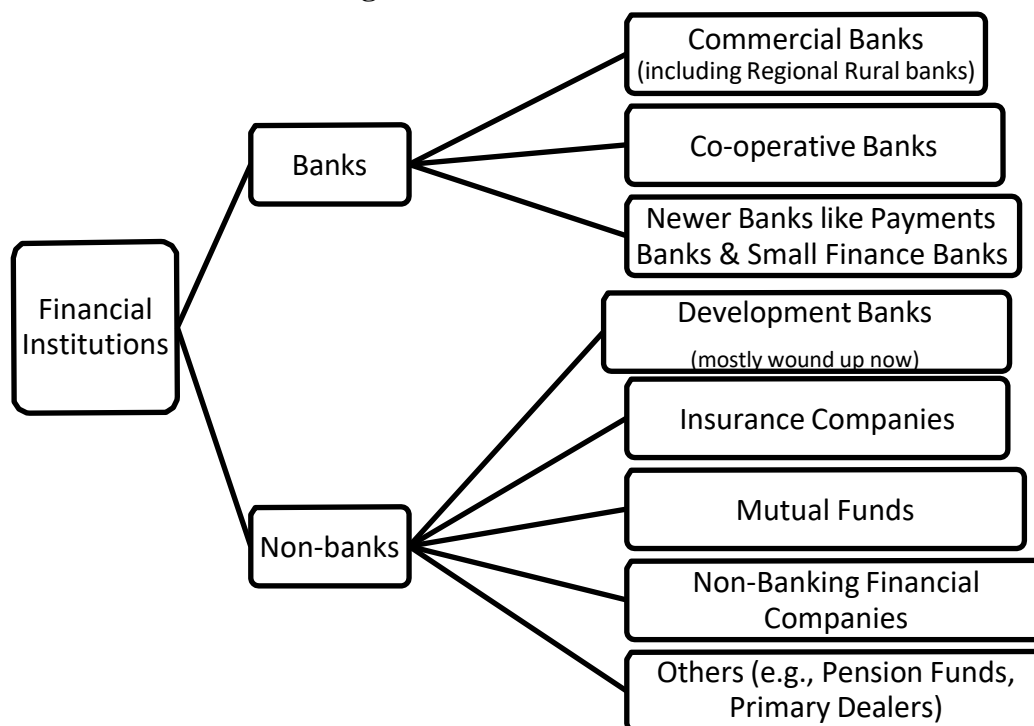 Financial
Institutions
Banks
Commercial Banks
(including Regional Rural banks)
Co-operative Banks
Newer Banks like Payments
Banks & Small Finance Banks
Non-banks
Development Banks
(mostly wound up now)
Insurance Companies
Mutual Funds
Non-Banking Financial
Companies
Others (e.g., Pension Funds,
Primary Dealers)